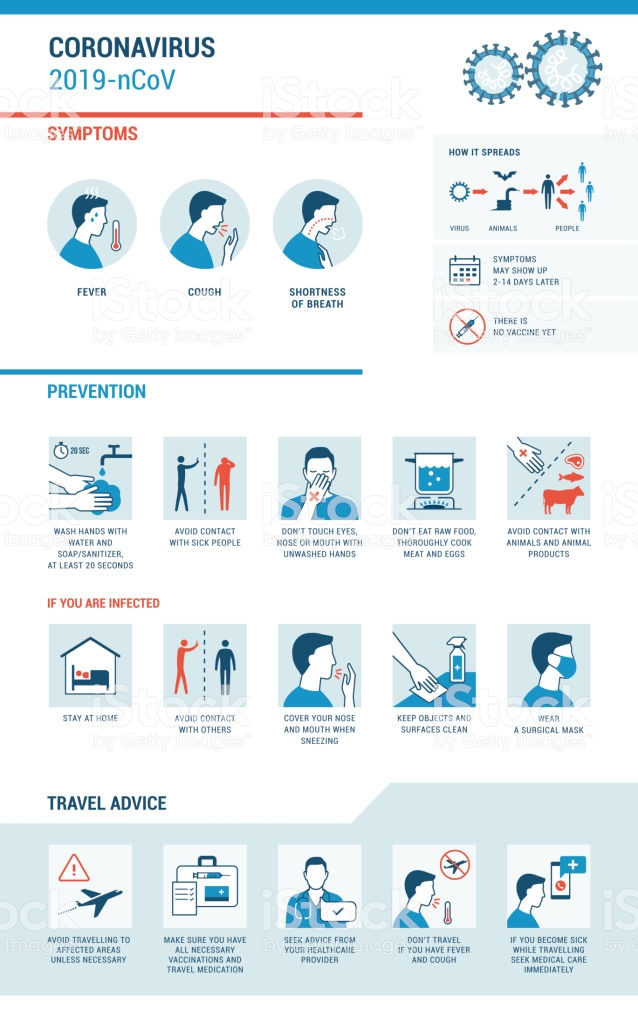 CORONAVIRUS
2019-nCoV
SYMPTOMS
FEVER
COUGH
SHORTNESS
OF BREATH
HOW IT SPREADS
VIRUS
ANIMALS
PEOPLE
SYMPTOMS
MAY SHOW UP
2-14 DAYS LATER
THERE IS
NO VACCINE YET
PREVENTION
20 SEC
WASH HANDS WITH
WATER AND
SOAP/SANITIZER,
AT LEAST 20 SECONDS
AVOID CONTACT
WITH SICK PEOPLE
DON'T TOUCH EYES,
NOSE OR MOUTH WITH
UNWASHED HANDS
DON'T EAT RAW FOOD,
THOROUGHLY COOK
MEAT AND EGGS
AVOID CONTACT WITH
ANIMALS AND ANIMAL
PRODUCTS
IF YOU ARE INFECTED
STAY AT HOME
AVOID CONTACT
WITH OTHERS
COVER YOUR NOSE
AND MOUTH WHEN
SNEEZING
KEEP OBJECTS AND
SURFACES CLEAN
WEAR
A SURGICAL MASK
TRAVEL ADVICE
AVOID TRAVELLING TO
AFFECTED AREAS
UNLESS NECESSARY
MAKE SURE YOU HAVE
ALL NECESSARY
VACCINATIONS AND
TRAVEL MEDICATION
SEEK ADVICE FROM
YOUR HEALTHCARE
PROVIDER
DON'T TRAVEL
IF YOU HAVE FEVER
AND COUGH
IF YOU BECOME SICK
WHILE TRAVELLING
SEEK MEDICAL CARE
IMMEDIATELY
iStock
by Getty Images™